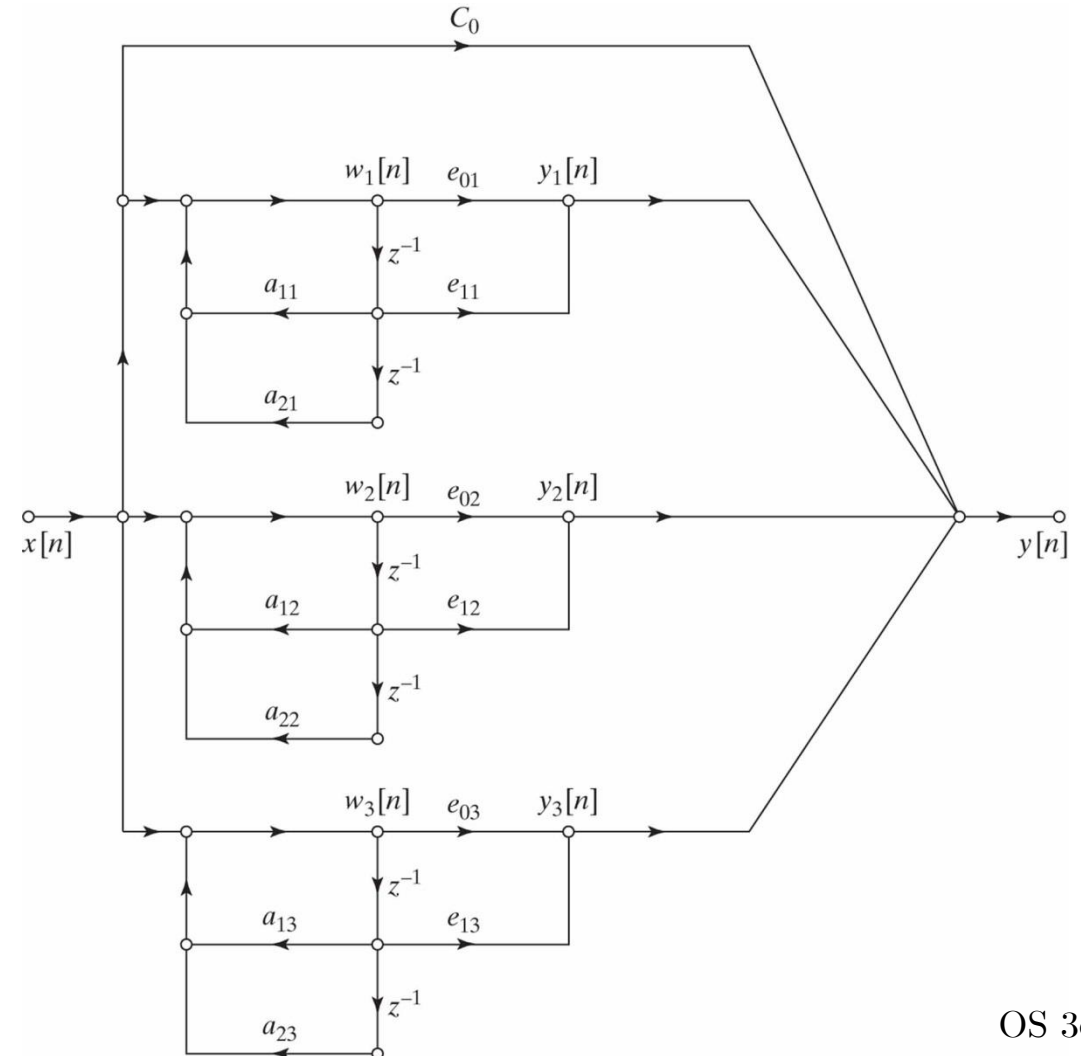 C₀
w₁[n] e₀₁ y₁[n]
z⁻¹
a₁₁ e₁₁
z⁻¹
a₂₁
w₂[n] e₀₂ y₂[n]
x[n] y[n]
z⁻¹
a₁₂ e₁₂
z⁻¹
a₂₂
w₃[n] e₀₃ y₃[n]
z⁻¹
a₁₃ e₁₃
z⁻¹
a₂₃
OS